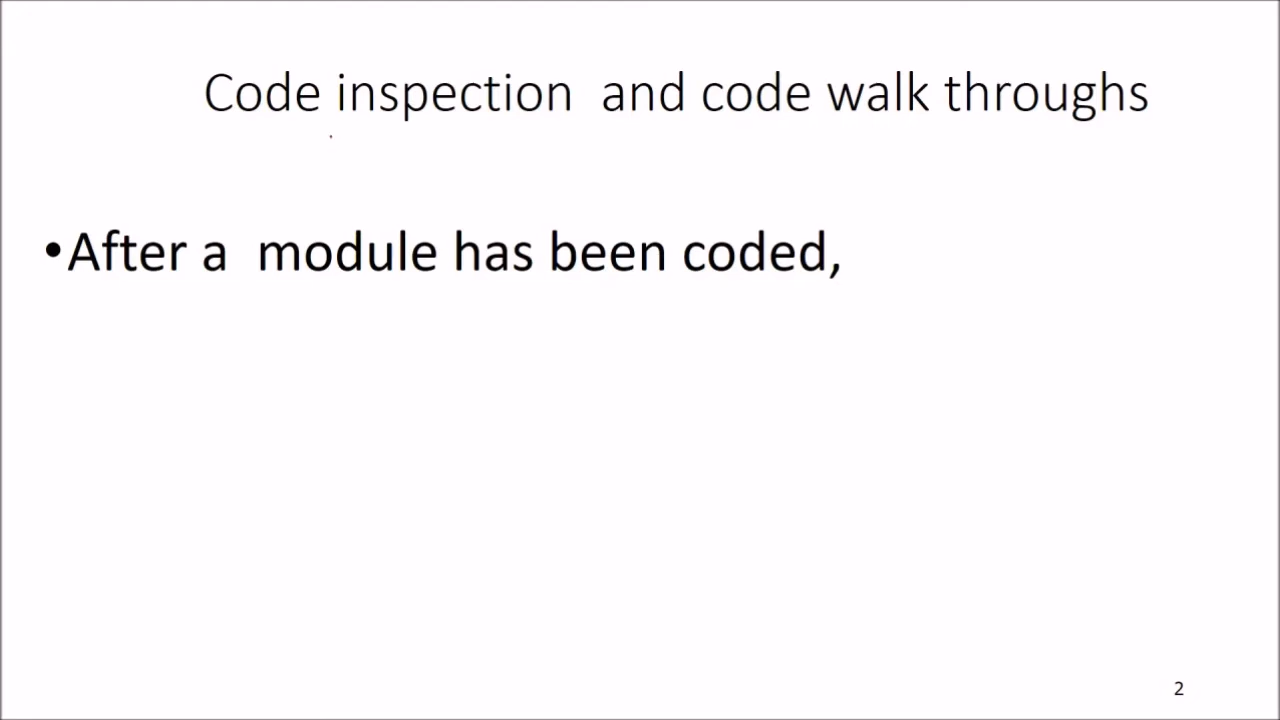 Code inspection and code walk throughs
•After a module has been coded,
2